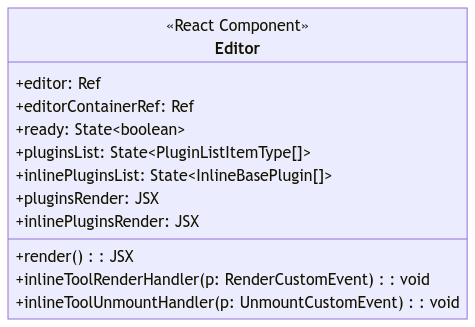 «React Component»
Editor
+editor: Ref
+editorContainerRef: Ref
+ready: State<boolean>
+pluginsList: State<PluginListItemType[]>
+inlinePluginsList: State<InlineBasePlugin[]>
+pluginsRender: JSX
+inlinePluginsRender: JSX
+render() : : JSX
+inlineToolRenderHandler(p: RenderCustomEvent) : : void
+inlineToolUnmountHandler(p: UnmountCustomEvent) : : void